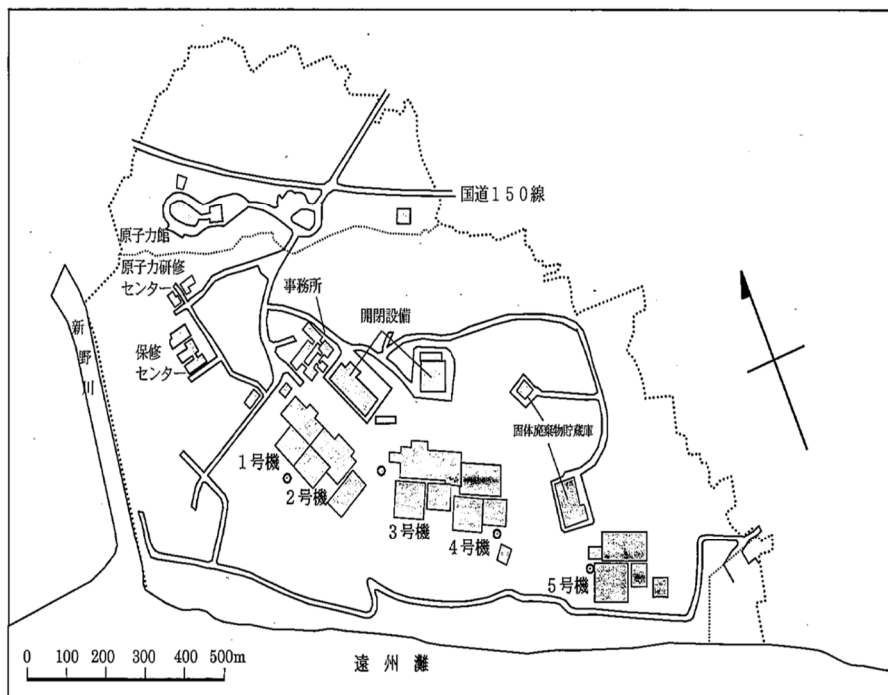 国道150線
原子力館
原子力研修
センター
事務所
開閉設備
新野川
保修
センター
固体廃棄物貯蔵庫
1号機
2号機
3号機
4号機
5号機
0 100 200 300 400 500m
遠州灘